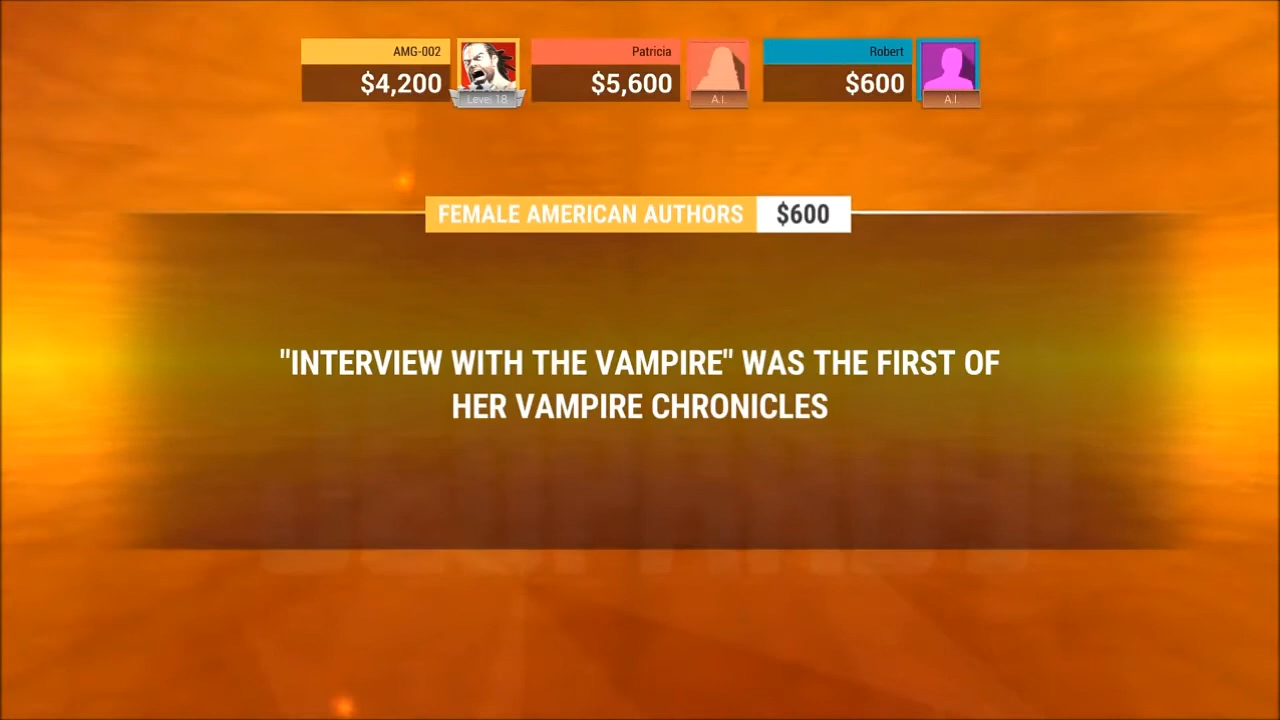 AMG-002
$4,200
Level 18
Patricia
$5,600
A.I.
Robert
$600
A.I.
FEMALE AMERICAN AUTHORS $600
"INTERVIEW WITH THE VAMPIRE" WAS THE FIRST OF
HER VAMPIRE CHRONICLES
JEOPARDY!